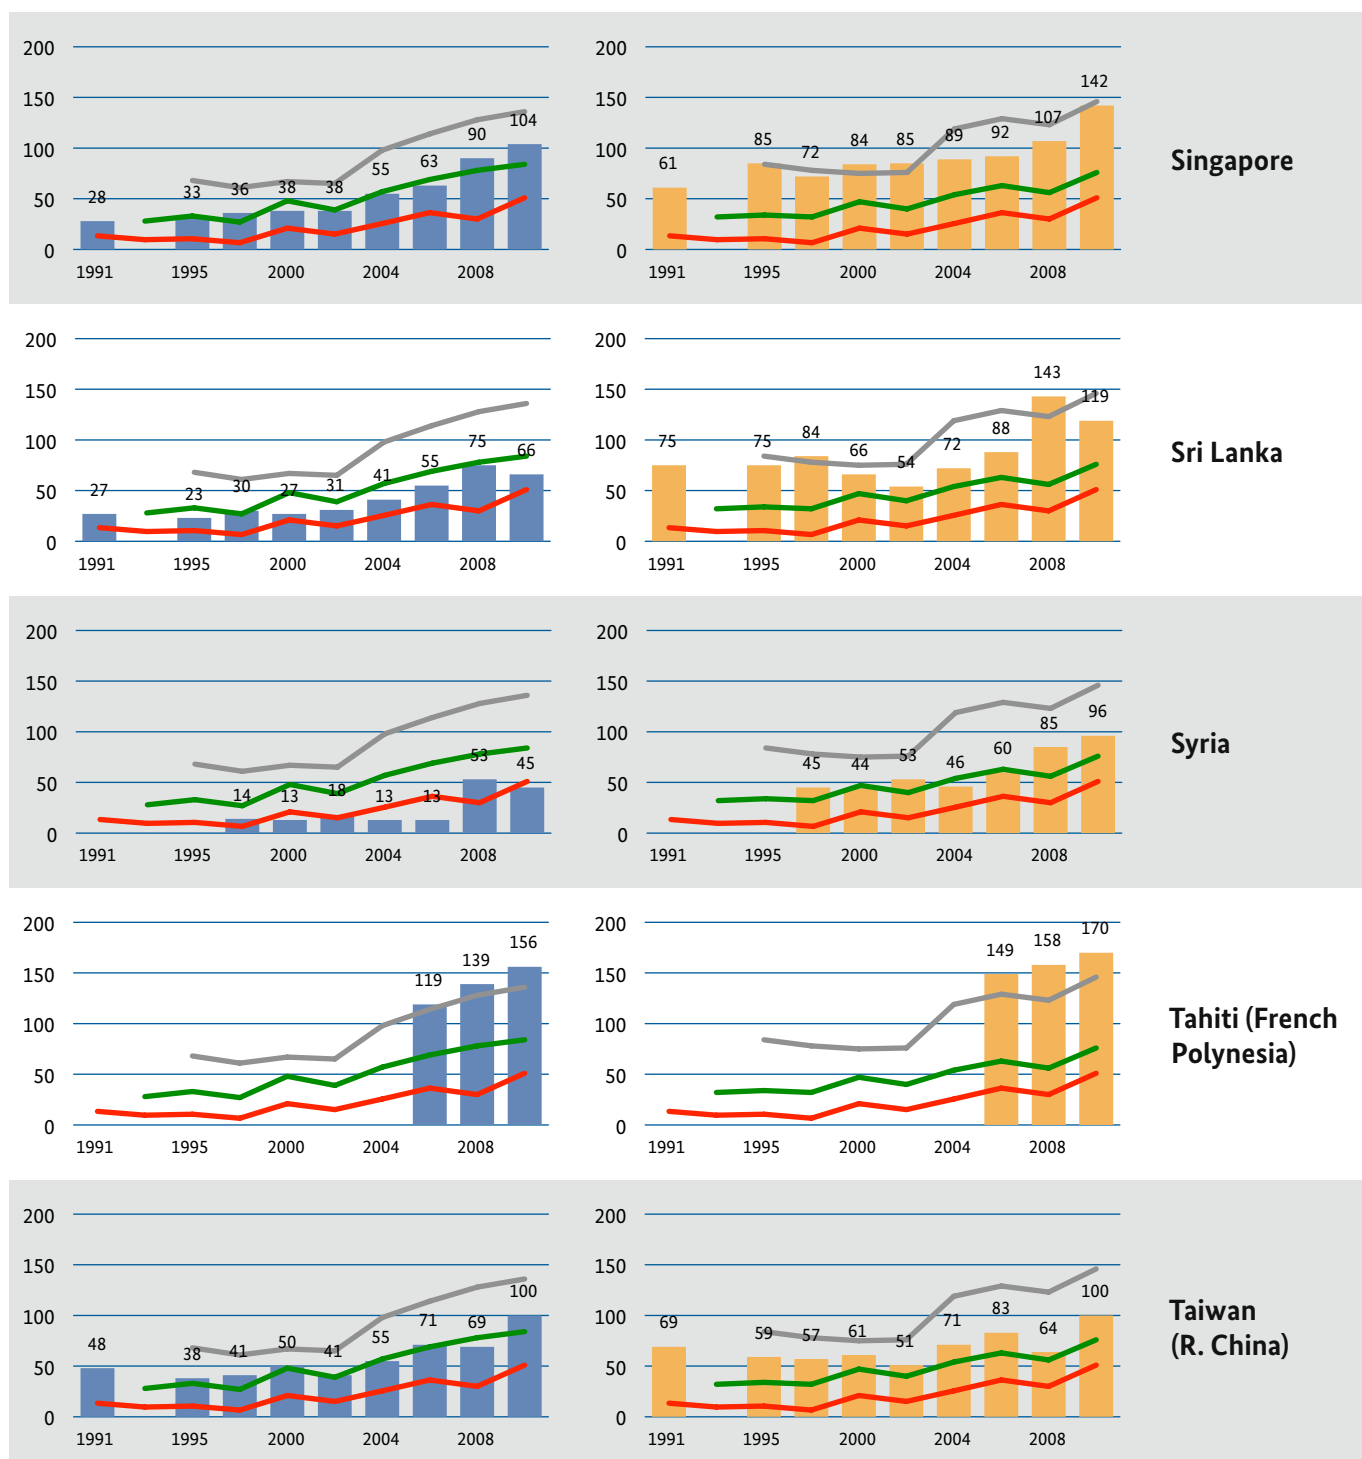 200 200
150 150
100 100
50 50
0 0
28 33 36 38 38 55 63 90 104
61 85 72 84 85 89 92 107 142
1991 1995 2000 2004 2008 1991 1995 2000 2004 2008
Singapore
200 200
150 150
100 100
50 50
0 0
27 23 30 27 31 41 55 75 66
75 75 84 66 54 72 88 143 119
1991 1995 2000 2004 2008 1991 1995 2000 2004 2008
Sri Lanka
200 200
150 150
100 100
50 50
0 0
14 13 18 13 13 53 45
45 44 53 46 60 85 96
1991 1995 2000 2004 2008 1991 1995 2000 2004 2008
Syria
200 200
150 150
100 100
50 50
0 0
119 139 156
149 158 170
1991 1995 2000 2004 2008 1991 1995 2000 2004 2008
Tahiti (French
Polynesia)
200 200
150 150
100 100
50 50
0 0
48 38 41 50 41 55 71 69 100
69 59 57 61 51 71 83 64 100
1991 1995 2000 2004 2008 1991 1995 2000 2004 2008
Taiwan
(R. China)